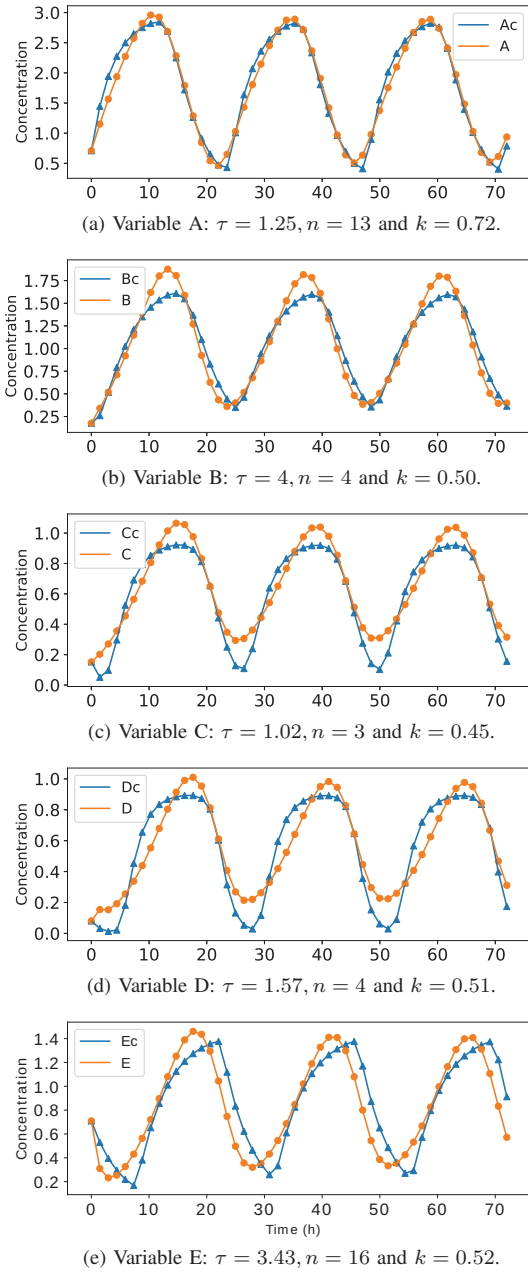 3.0
2.5
2.0
1.5
1.0
0.5
Concentration
Ac
A
0 10 20 30 40 50 60 70
(a) Variable A: τ = 1.25, n = 13 and k = 0.72.
1.75
1.50
1.25
1.00
0.75
0.50
0.25
Concentration
Bc
B
0 10 20 30 40 50 60 70
(b) Variable B: τ = 4, n = 4 and k = 0.50.
1.0
0.8
0.6
0.4
0.2
0.0
Concentration
Cc
C
0 10 20 30 40 50 60 70
(c) Variable C: τ = 1.02, n = 3 and k = 0.45.
1.0
0.8
0.6
0.4
0.2
0.0
Concentration
Dc
D
0 10 20 30 40 50 60 70
(d) Variable D: τ = 1.57, n = 4 and k = 0.51.
1.4
1.2
1.0
0.8
0.6
0.4
0.2
Concentration
Ec
E
0 10 20 30 40 50 60 70
Time (h)
(e) Variable E: τ = 3.43, n = 16 and k = 0.52.